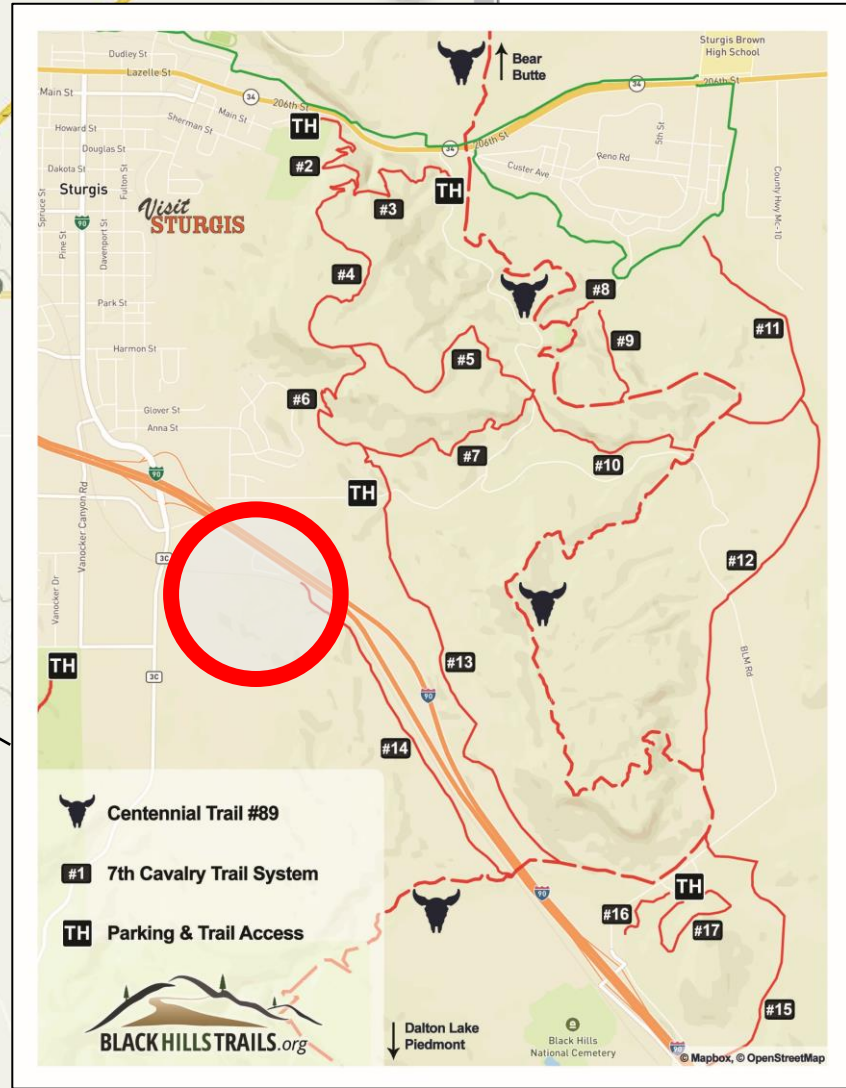 Bear
Butte
Sturgis Brown
High School
206th St
34
Dudley St
Lazelle St
Main St
34
206th St
Main St
Sherman St
TH
34
206th St
5th St
Reno Rd
Howard St
Douglas St
Dakota St
Fulton St
Spruce St
Sturgis
Visit
STURGIS
#2
#3
TH
Custer Ave
County Hwy Mc-10
90
Pine St
Davenport St
#4
#8
Park St
#9
#11
Harmon St
#5
#6
Glover St
Anna St
#7
#10
90
TH
Vanocker Canyon Rd
3C
Vanocker Dr
#12
TH
3C
#13
BLM Rd
90
#14
Centennial Trail #89
#1
7th Cavalry Trail System
TH
Parking & Trail Access
TH
90
#16
#17
#15
BLACKHILLSTRAILS.org
Dalton Lake
Piedmont
Black Hills
National Cemetery
90
© Mapbox, © OpenStreetMap